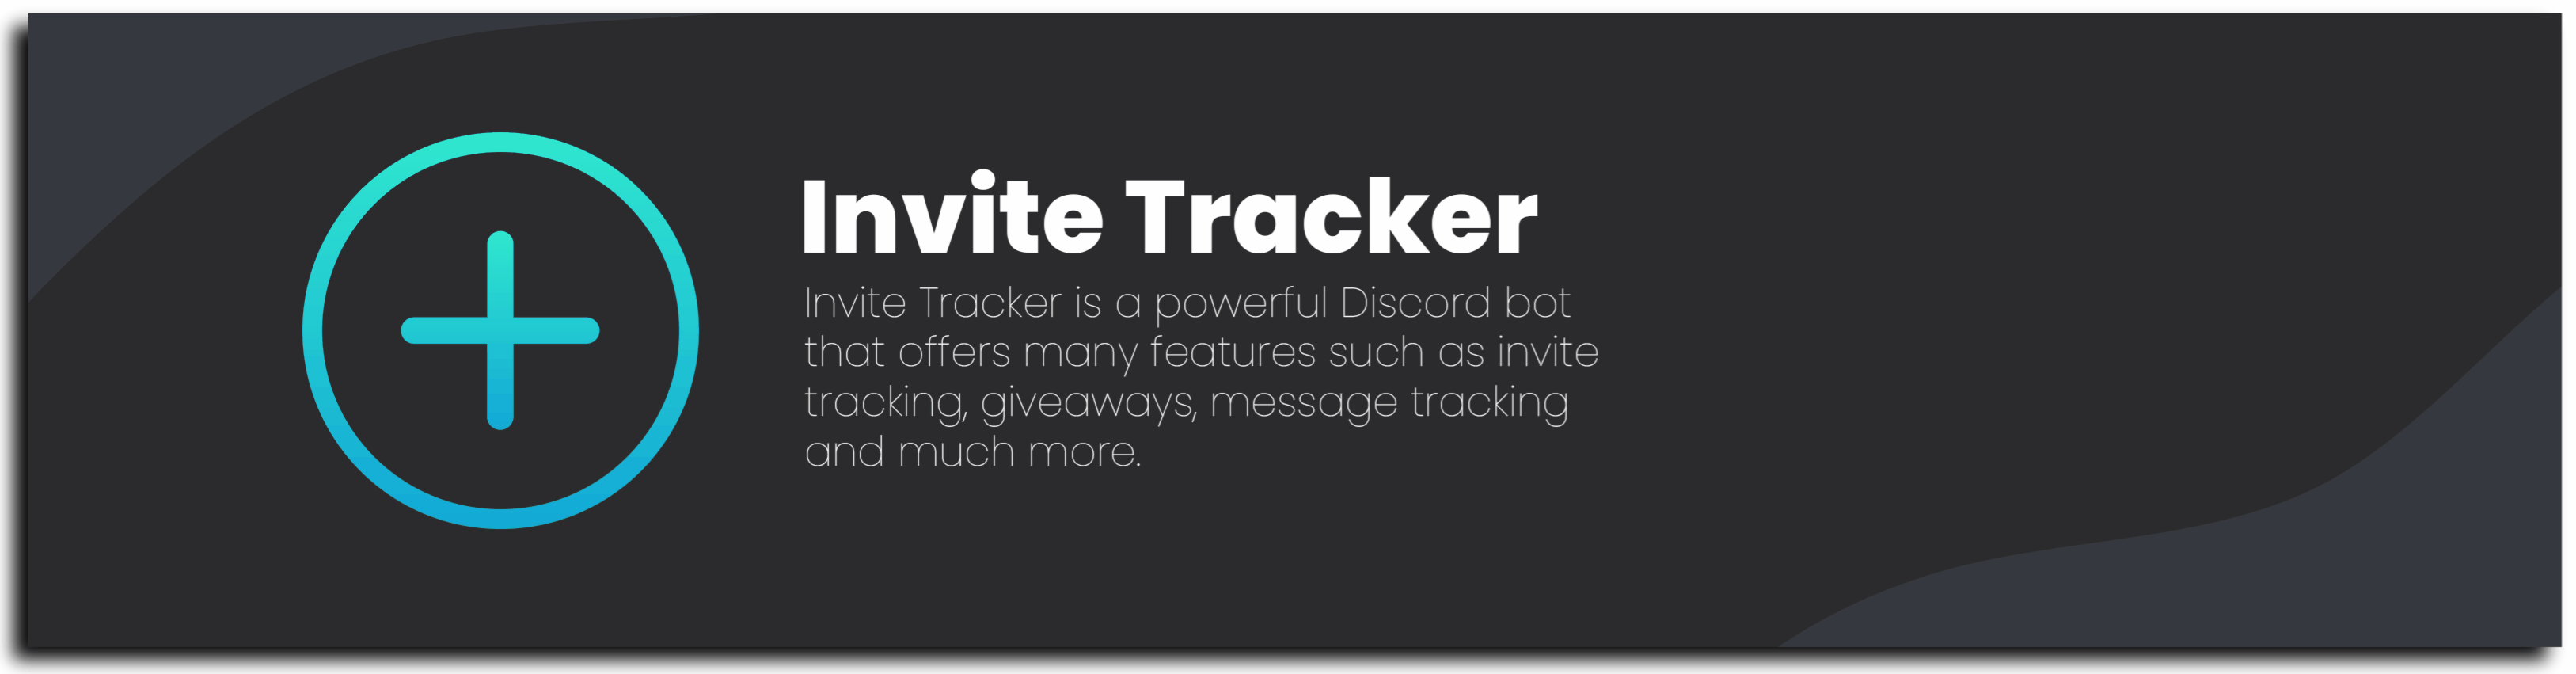 Invite Tracker
Invite Tracker is a powerful Discord bot
that offers many features such as invite
tracking, giveaways, message tracking
and much more.